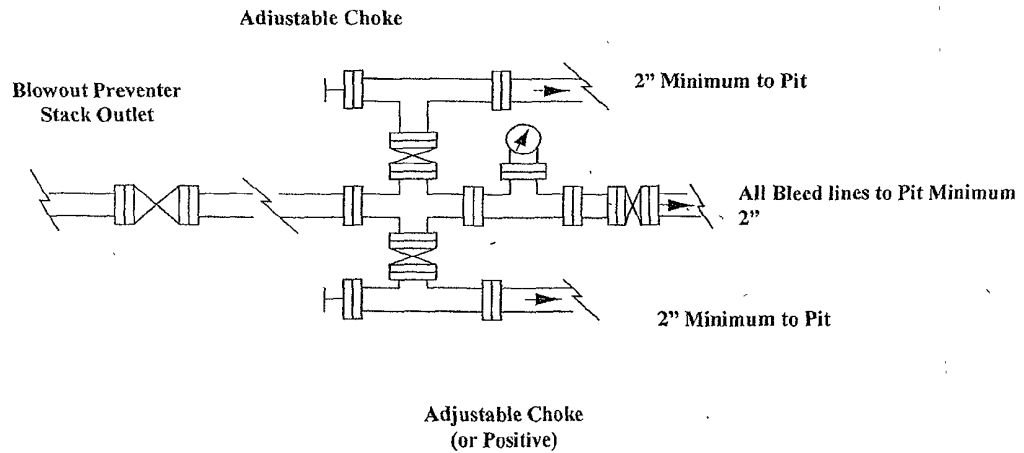 Adjustable Choke
Blowout Preventer
Stack Outlet
2” Minimum to Pit
All Bleed lines to Pit Minimum
2”
2” Minimum to Pit
Adjustable Choke
(or Positive)